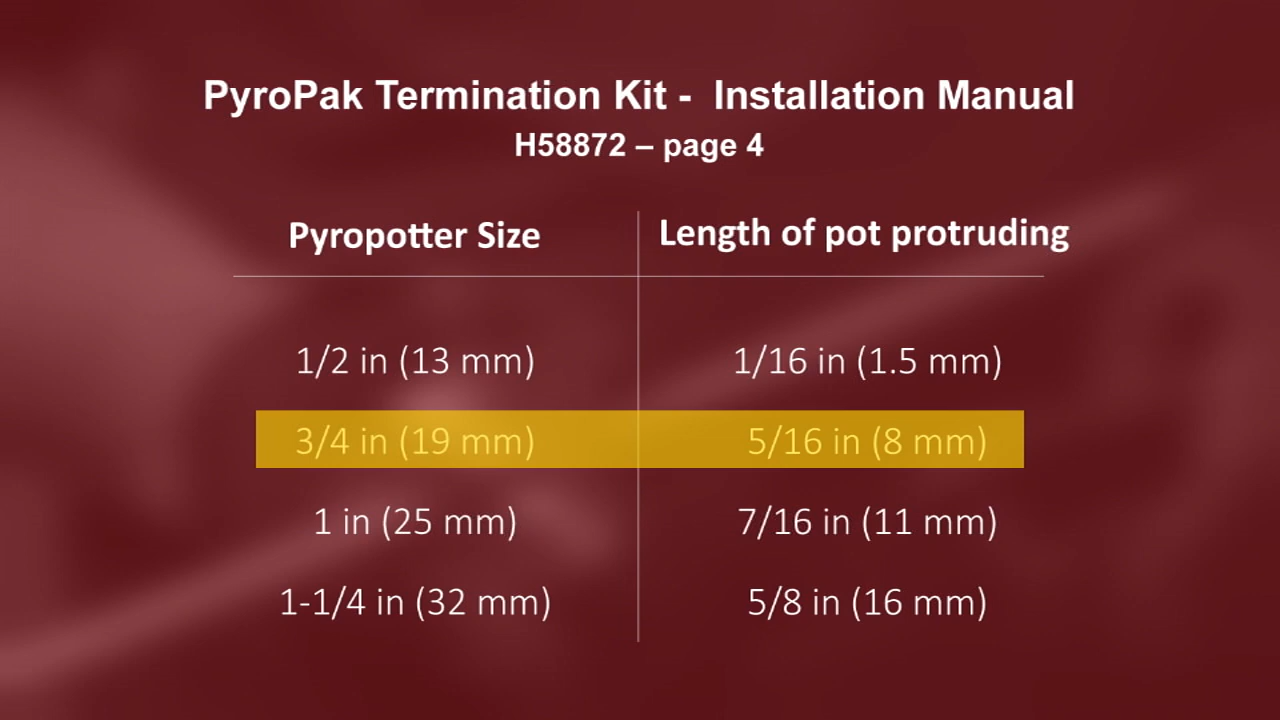 PyroPak Termination Kit - Installation Manual
H58872 – page 4
Pyropotter Size Length of pot protruding
1/2 in (13 mm) 1/16 in (1.5 mm)
3/4 in (19 mm) 5/16 in (8 mm)
1 in (25 mm) 7/16 in (11 mm)
1-1/4 in (32 mm) 5/8 in (16 mm)